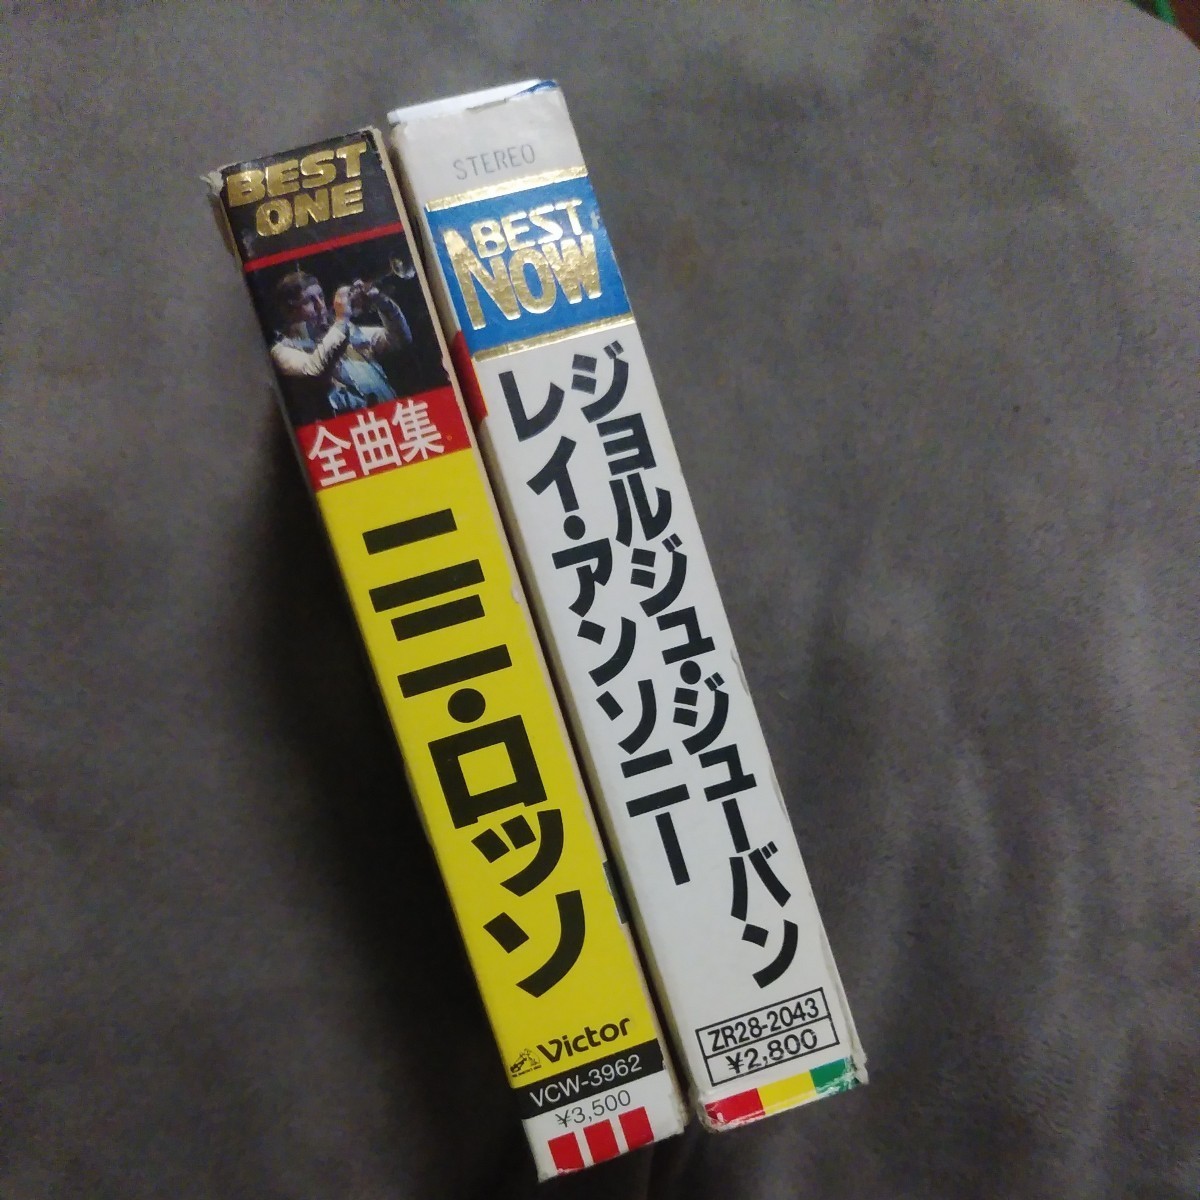 BEST
ONE
全曲集
ニニ・ロッソ
Victor
VCW-3962
¥3,500
STEREO
BEST
NOW
ジョルジュ・ジューバン
レイ・アンソニー
ZR28-2043
¥2,800